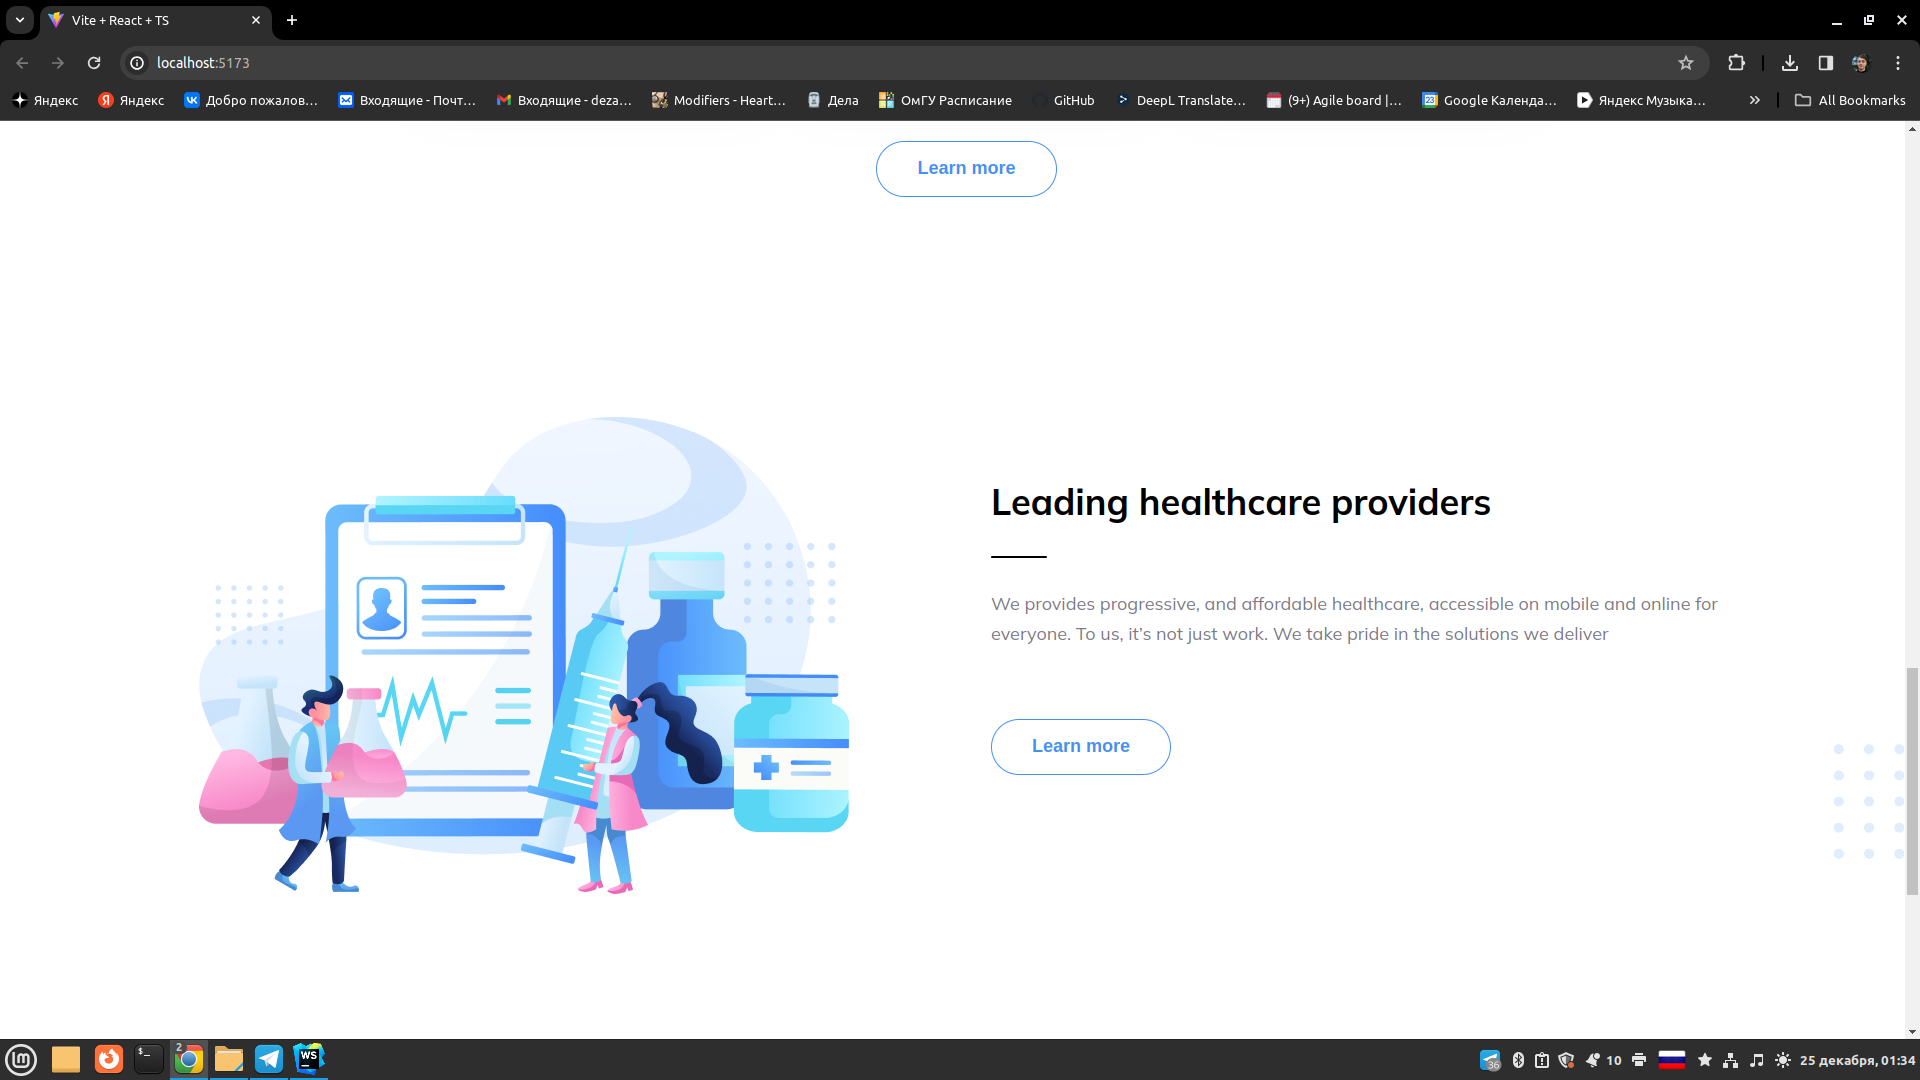 Vite + React + TS
localhost:5173
Яндекс
Яндекс
Добро пожалов...
Входящие - Почт...
Входящие - deza...
Modifiers - Heart...
Дела
ОмГУ Расписание
GitHub
DeepL Translate...
(9+) Agile board |...
Google Календа...
Яндекс Музыка...
All Bookmarks
Learn more
Leading healthcare providers
We provides progressive, and affordable healthcare, accessible on mobile and online for
everyone. To us, it’s not just work. We take pride in the solutions we deliver
Learn more
2
WS
36
10
25 декабря, 01:34